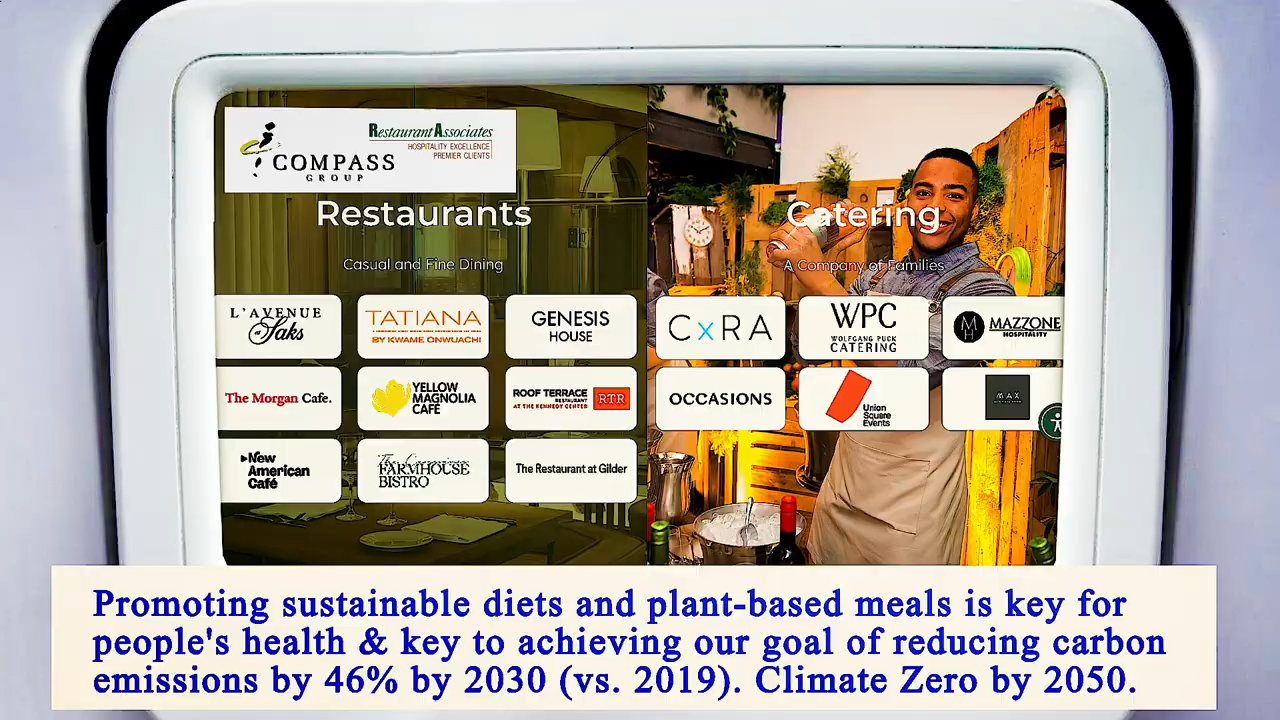 COMPASS
GROUP
Restaurant Associates
HOSPITALITY EXCELLENCE
PREMIER CLIENTS
Restaurants
Casual and Fine Dining
L'AVENUE
at Saks
TATIANA
BY KWAME ONWUACHI
GENESIS
HOUSE
The Morgan Cafe.
YELLOW
MAGNOLIA
CAFÉ
ROOF TERRACE
RESTAURANT
AT THE KENNEDY CENTER
RTR
New
American
Café
FARMHOUSE
BISTRO
The Restaurant at Gilder
Catering
A Company of Families
CxRA
WPC
WOLFGANG PUCK
CATERING
MAZZONE
HOSPITALITY
OCCASIONS
Union
Square
Events
MAX
Promoting sustainable diets and plant-based meals is key for
people's health & key to achieving our goal of reducing carbon
emissions by 46% by 2030 (vs. 2019). Climate Zero by 2050.